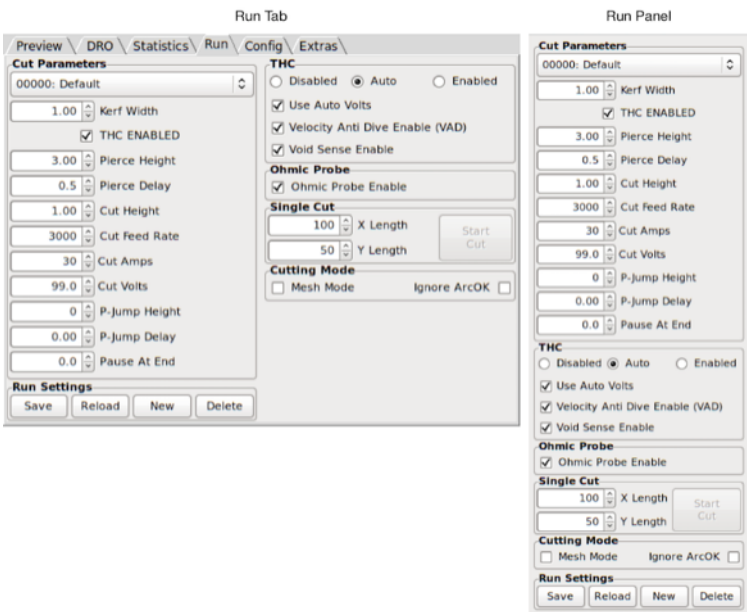 Run Tab
Run Panel
Preview DRO Statistics Run Config Extras
Cut Parameters
00000: Default
1.00 Kerf Width
THC ENABLED
3.00 Pierce Height
0.5 Pierce Delay
1.00 Cut Height
3000 Cut Feed Rate
30 Cut Amps
99.0 Cut Volts
0 P-Jump Height
0.00 P-Jump Delay
0.0 Pause At End
Run Settings
Save Reload New Delete
THC
Disabled Auto Enabled
Use Auto Volts
Velocity Anti Dive Enable (VAD)
Void Sense Enable
Ohmic Probe
Ohmic Probe Enable
Single Cut
100 X Length
50 Y Length
Start
Cut
Cutting Mode
Mesh Mode Ignore ArcOK
Cut Parameters
00000: Default
1.00 Kerf Width
THC ENABLED
3.00 Pierce Height
0.5 Pierce Delay
1.00 Cut Height
3000 Cut Feed Rate
30 Cut Amps
99.0 Cut Volts
0 P-Jump Height
0.00 P-Jump Delay
0.0 Pause At End
THC
Disabled Auto Enabled
Use Auto Volts
Velocity Anti Dive Enable (VAD)
Void Sense Enable
Ohmic Probe
Ohmic Probe Enable
Single Cut
100 X Length
50 Y Length
Start
Cut
Cutting Mode
Mesh Mode Ignore ArcOK
Run Settings
Save Reload New Delete